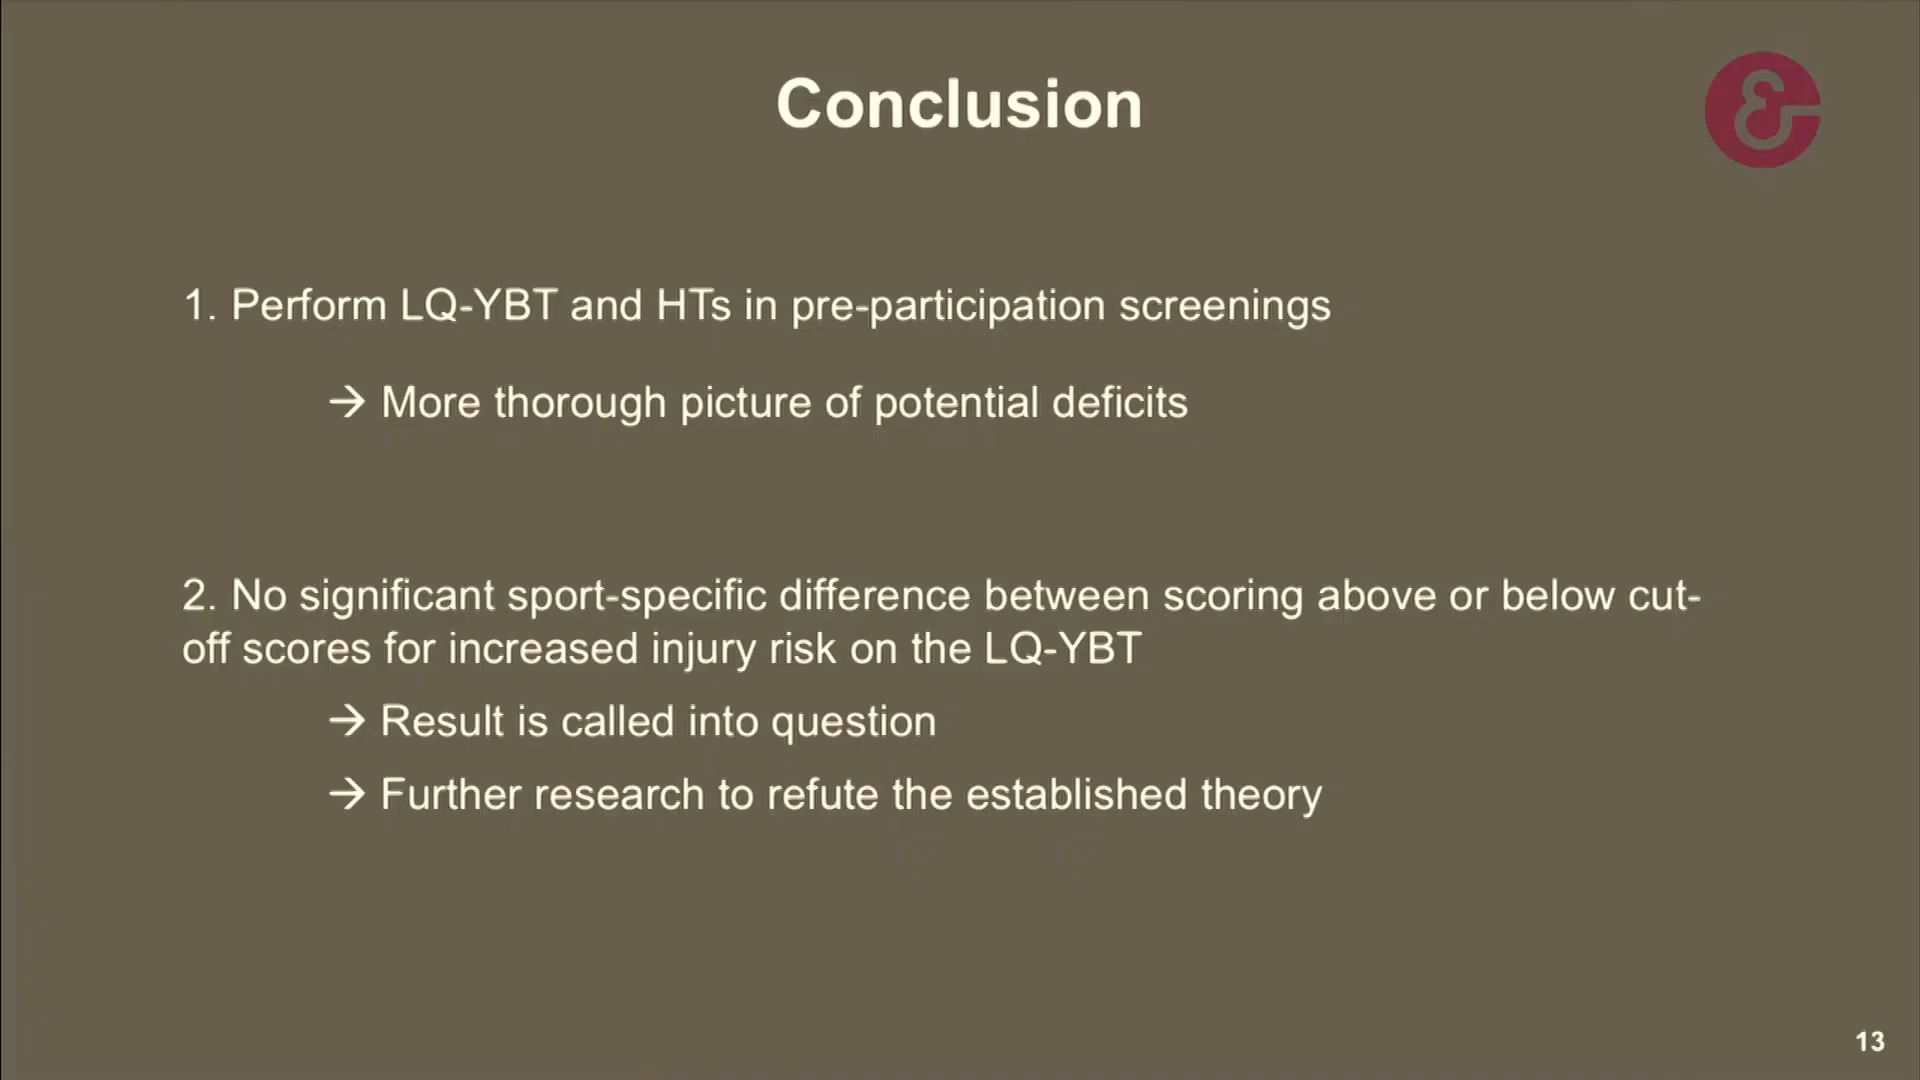 Conclusion
&
1. Perform LQ-YBT and HTs in pre-participation screenings
→ More thorough picture of potential deficits
2. No significant sport-specific difference between scoring above or below cut-
off scores for increased injury risk on the LQ-YBT
→ Result is called into question
→ Further research to refute the established theory
13